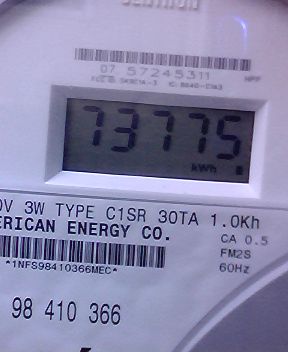 CENTRON
07 57245311
73775
kWh
0V 3W TYPE C1SR 30TA 1.0Kh
ERICAN ENERGY CO. CA 0.5
FM2S
*1NFS98410366MEC* 60Hz
98 410 366